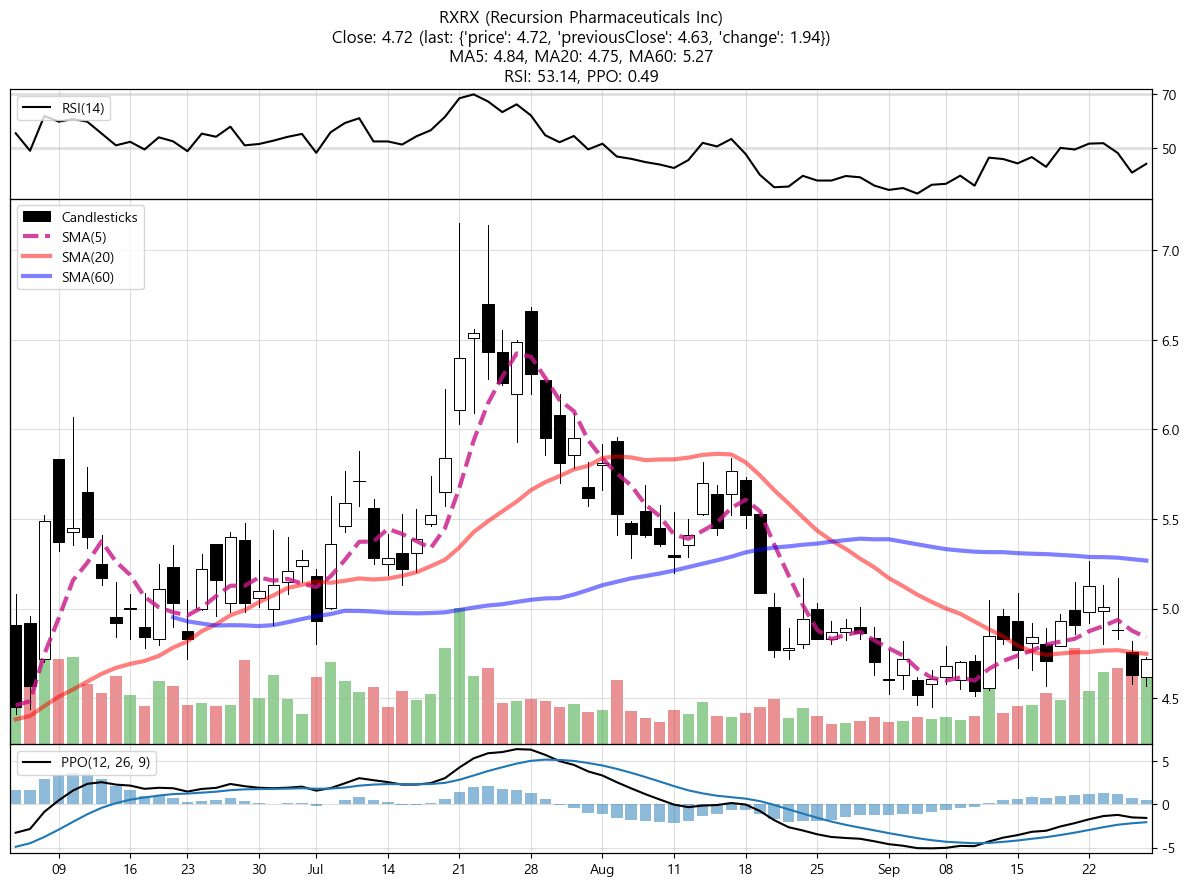 RXRX (Recursion Pharmaceuticals Inc)
Close: 4.72 (last: {'price': 4.72, 'previousClose': 4.63, 'change': 1.94})
MA5: 4.84, MA20: 4.75, MA60: 5.27
RSI: 53.14, PPO: 0.49
RSI(14)
70
50
Candlesticks
SMA(5)
SMA(20)
SMA(60)
7.0
6.5
6.0
5.5
5.0
4.5
PPO(12, 26, 9)
5
0
-5
09 16 23 30 Jul 14 21 28 Aug 11 18 25 Sep 08 15 22